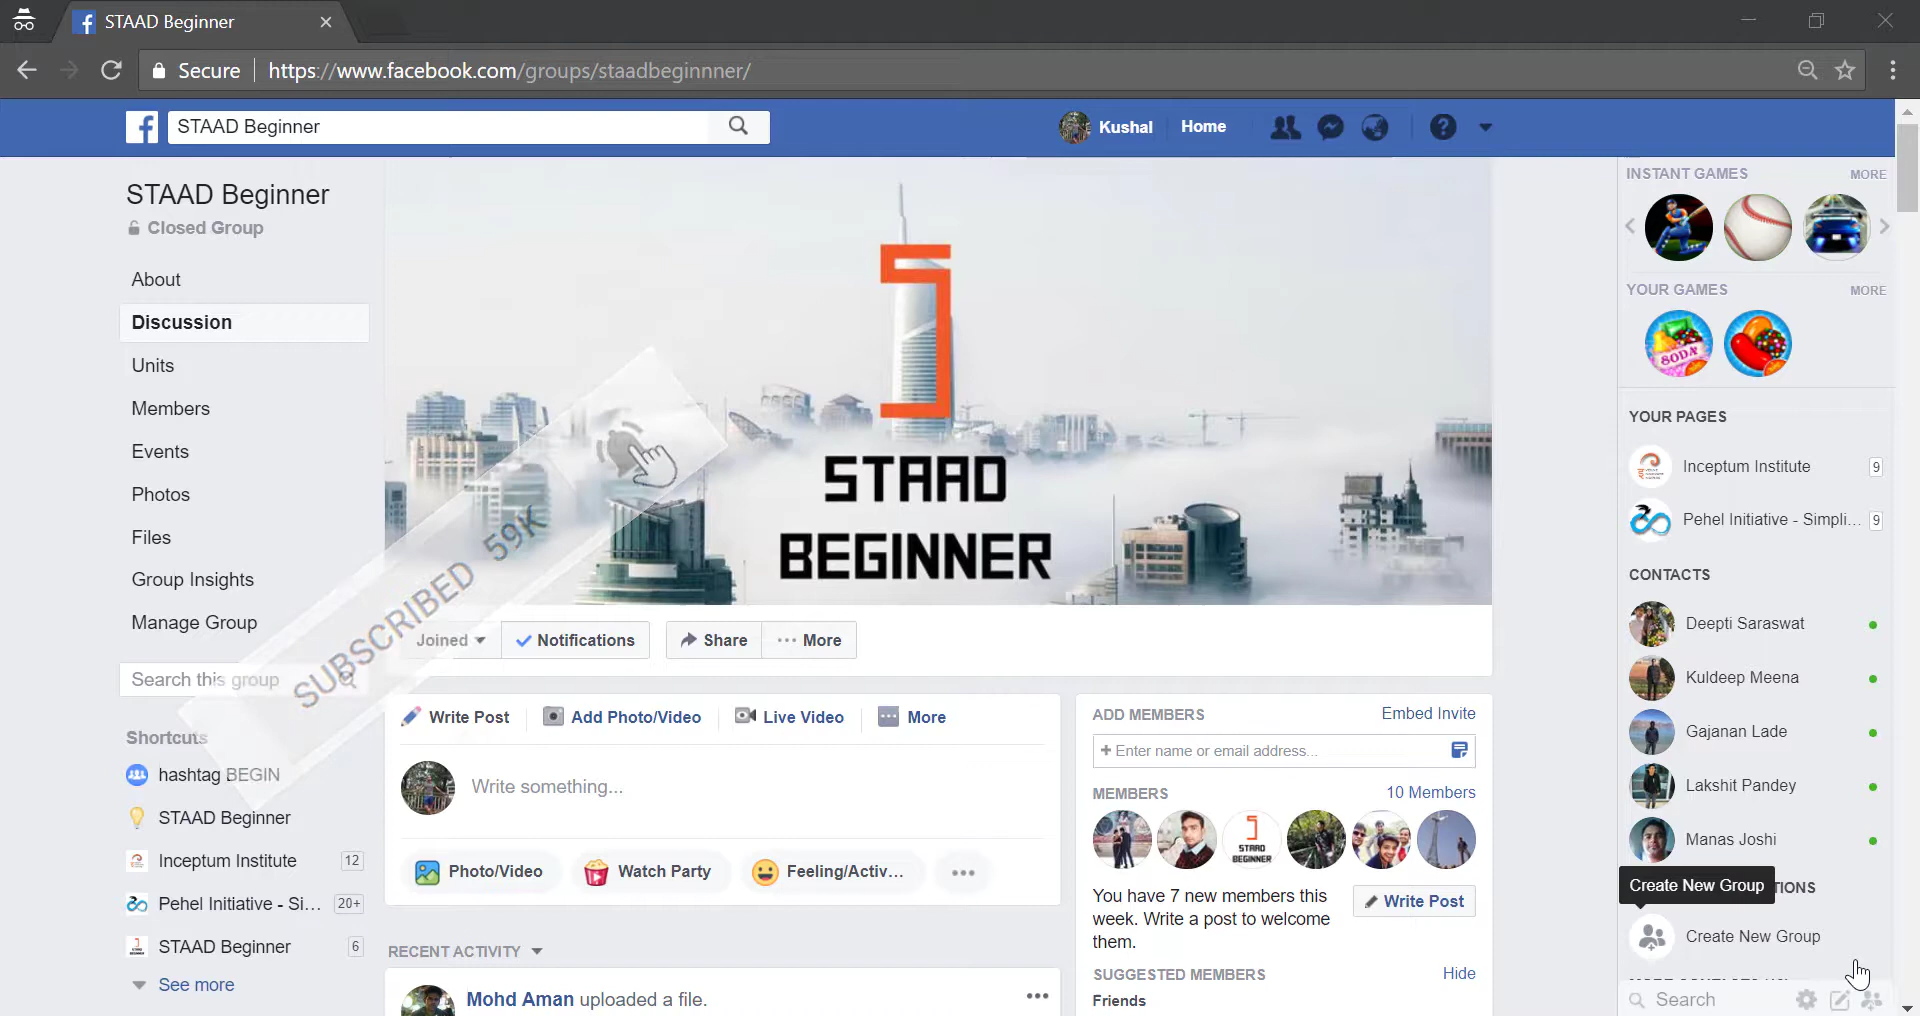 STAAD Beginner
Secure
https://www.facebook.com/groups/staadbeginnner/
STAAD Beginner
Kushal
Home
STAAD Beginner
Closed Group
About
Discussion
Units
Members
Events
Photos
Files
Group Insights
Manage Group
Search this group
Shortcuts
hashtag BEGIN
STAAD Beginner
Inceptum Institute 12
Pehel Initiative - Si... 20+
STAAD Beginner 6
See more
STAAD
BEGINNER
SUBSCRIBED 59K
Joined
Notifications
Share
More
Write Post
Add Photo/Video
Live Video
More
Write something...
Photo/Video
Watch Party
Feeling/Activ...
RECENT ACTIVITY
Mohd Aman uploaded a file.
ADD MEMBERS
Embed Invite
+ Enter name or email address...
MEMBERS
10 Members
STAAD
BEGINNER
You have 7 new members this
week. Write a post to welcome
them.
Write Post
SUGGESTED MEMBERS
Hide
Friends
INSTANT GAMES
MORE
YOUR GAMES
MORE
SODA
YOUR PAGES
Inceptum Institute 9
Pehel Initiative - Simpli... 9
CONTACTS
Deepti Saraswat
Kuldeep Meena
Gajanan Lade
Lakshit Pandey
Manas Joshi
Create New Group
TIONS
Create New Group
Search